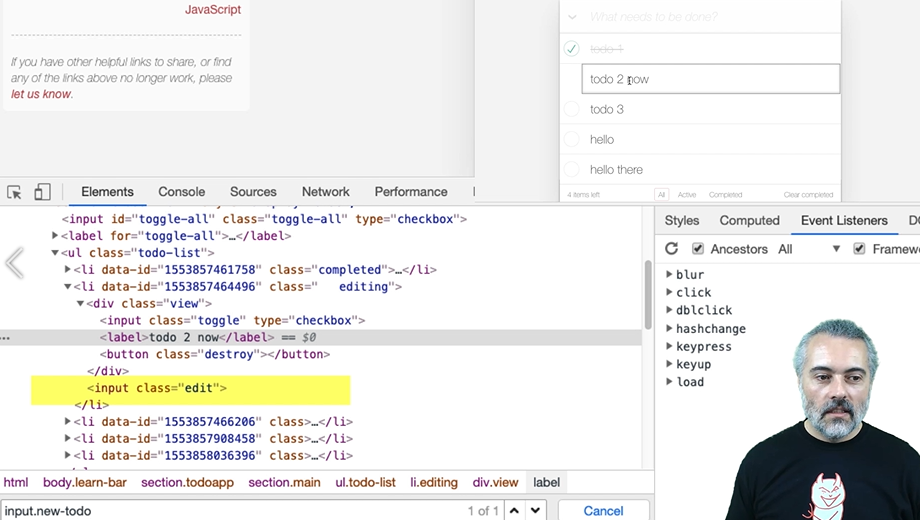 JavaScript
If you have other helpful links to share, or find
any of the links above no longer work, please
let us know.
What needs to be done?
todo 1
todo 2 now
todo 3
hello
hello there
4 items left
All
Active
Completed
Clear completed
Elements
Console
Sources
Network
Performance
<input id="toggle-all" class="toggle-all" type="checkbox">
<label for="toggle-all">…</label>
<ul class="todo-list">
<li data-id="1553857461758" class="completed">…</li>
<li data-id="1553857464496" class="   editing">
<div class="view">
<input class="toggle" type="checkbox">
<label>todo 2 now</label> == $0
<button class="destroy"></button>
</div>
<input class="edit">
</li>
<li data-id="1553857466206" class>…</li>
<li data-id="1553857908458" class>…</li>
<li data-id="1553858036396" class>…</li>
html body.learn-bar section.todoapp section.main ul.todo-list li.editing div.view label
input.new-todo
1 of 1
Cancel
Styles
Computed
Event Listeners
DO
Ancestors
All
Framew
blur
click
dblclick
hashchange
keypress
keyup
load